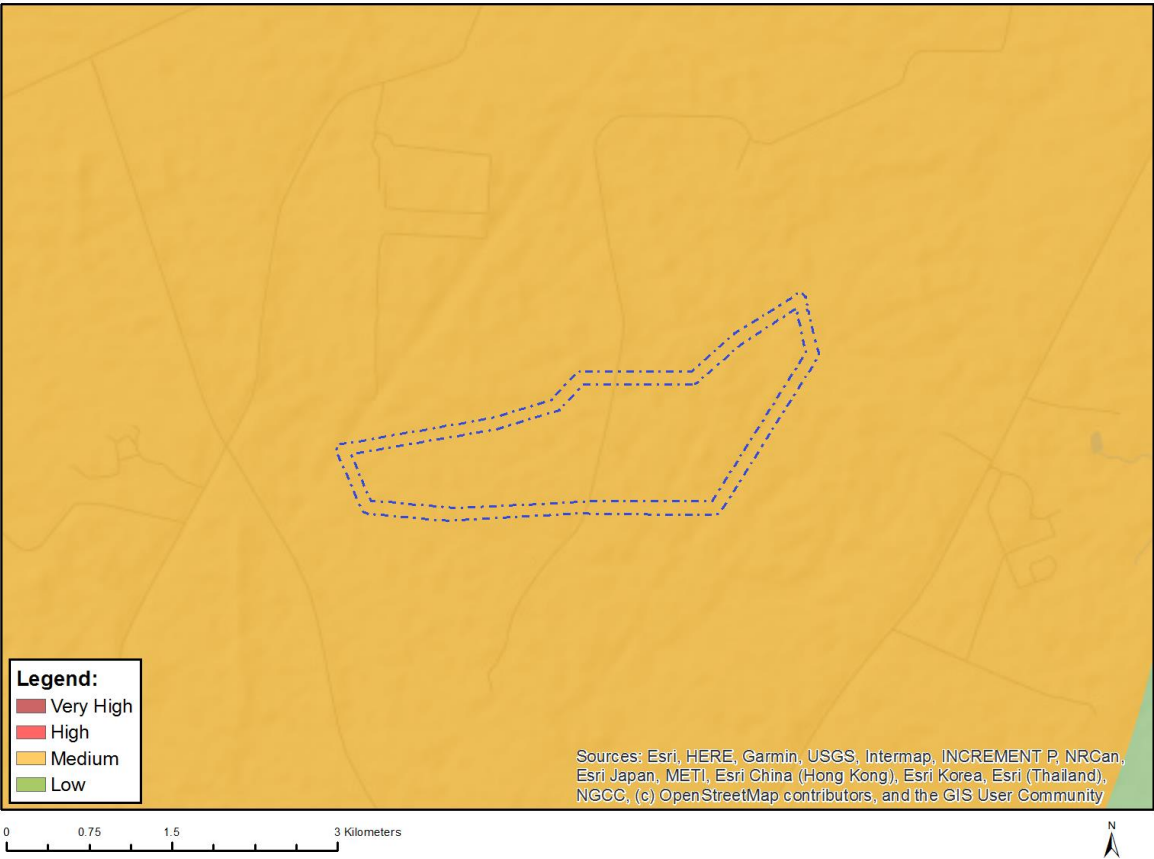 Legend:
Very High
High
Medium
Low
Sources: Esri, HERE, Garmin, USGS, Intermap, INCREMENT P, NRCan,
Esri Japan, METI, Esri China (Hong Kong), Esri Korea, Esri (Thailand),
NGCC, (c) OpenStreetMap contributors, and the GIS User Community
0 0.75 1.5 3 Kilometers
N